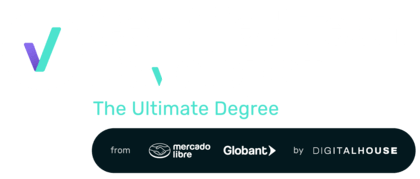 The Ultimate Degree
from mercado libre Globant by DIGITALHOUSE